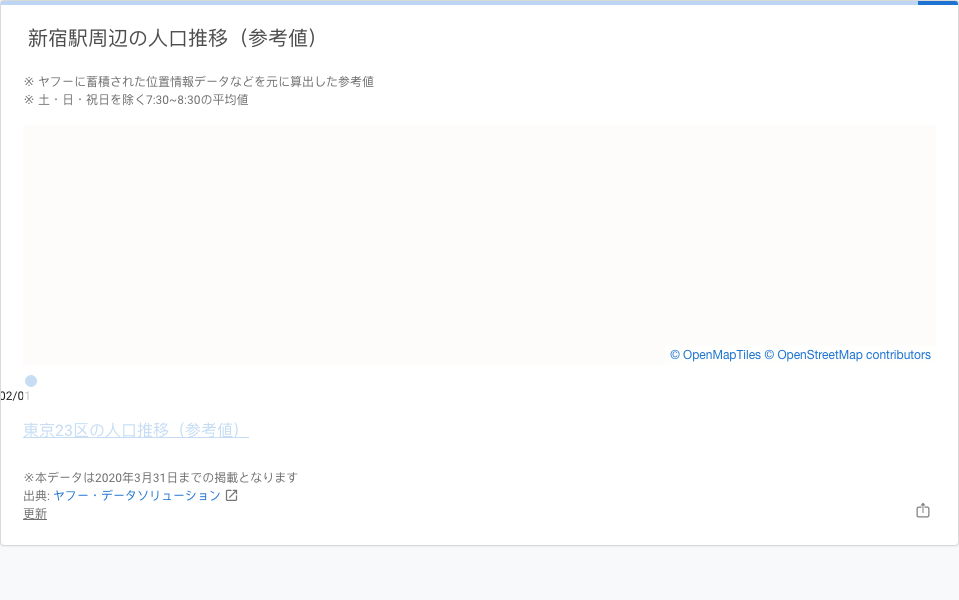 新宿駅周辺の人口推移（参考値）
※ ヤフーに蓄積された位置情報データなどを元に算出した参考値
※ 土・日・祝日を除く7:30~8:30の平均値
© OpenMapTiles © OpenStreetMap contributors
02/01
東京23区の人口推移（参考値）
※本データは2020年3月31日までの掲載となります
出典: ヤフー・データソリューション
更新